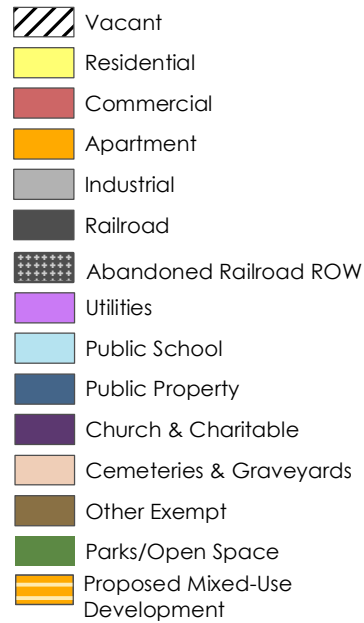 Vacant
Residential
Commercial
Apartment
Industrial
Railroad
Abandoned Railroad ROW
Utilities
Public School
Public Property
Church & Charitable
Cemeteries & Graveyards
Other Exempt
Parks/Open Space
Proposed Mixed-Use
Development